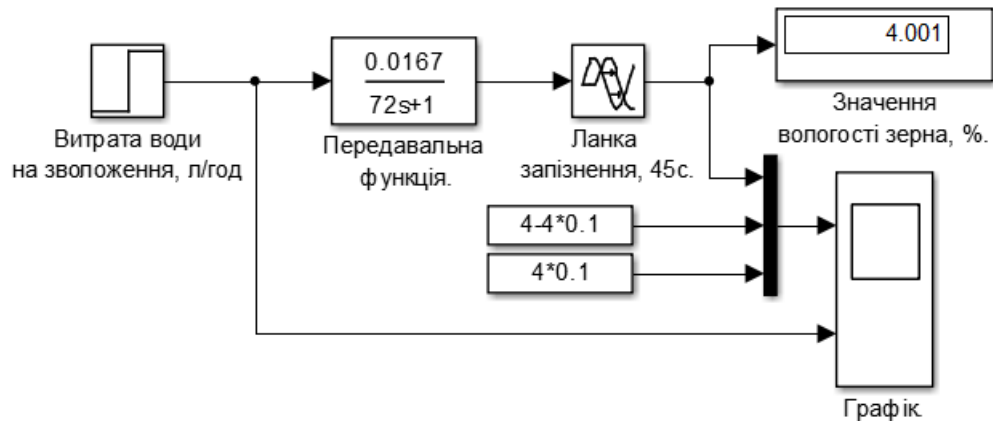 4.001
0.0167
72s+1
Витрата води
на зволоження, л/год
Передавальна
функція.
Ланка
запізнення, 45с.
Значення
вологості зерна, %.
4-4*0.1
4*0.1
Графік.